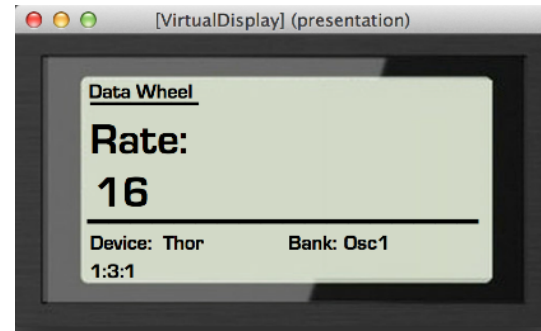 [VirtualDisplay] (presentation)
Data Wheel
Rate:
16
Device: Thor Bank: Osc1
1:3:1